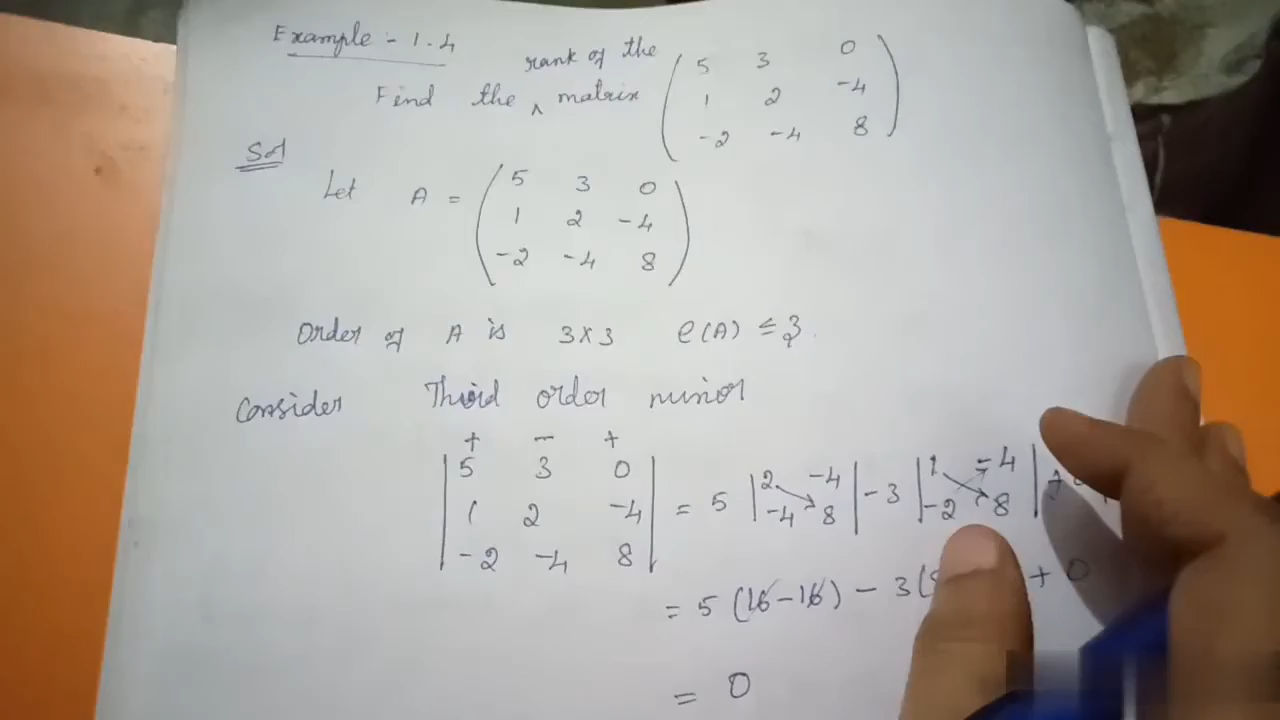 Example - 1.4
Find the ^ rank of the matrix ( 5 3 0
1 2 -4
-2 -4 8 )
Sol
Let A = ( 5 3 0
1 2 -4
-2 -4 8 )
Order of A is 3×3 ρ(A) ≤ 3.
Consider Third order minor
+ - +
| 5 3 0
1 2 -4
-2 -4 8 | = 5 | 2 -4
-4 8 | - 3 | 1 -4
-2 8 | +
= 5 (16-16) - 3( + 0
= 0